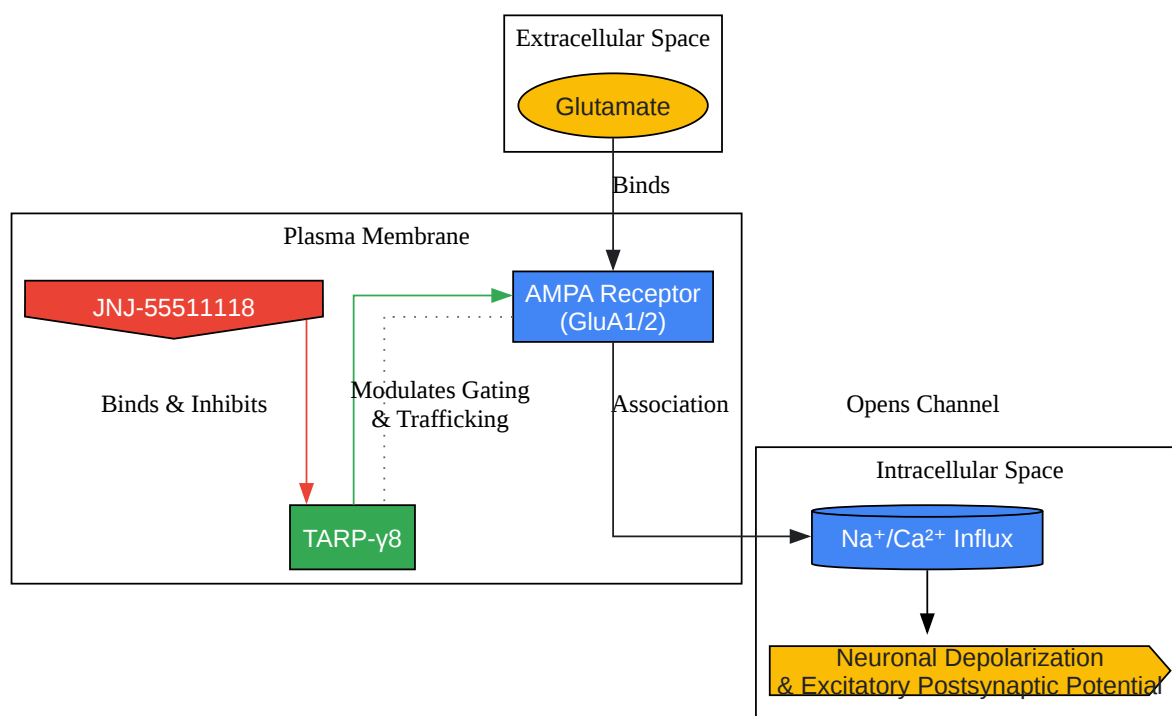 Extracellular Space
Glutamate
Binds
Plasma Membrane
JNJ-55511118
AMPA Receptor
(GluA1/2)
Binds & Inhibits
Modulates Gating
& Trafficking
Association
Opens Channel
Intracellular Space
TARP-γ8
Na⁺/Ca²⁺ Influx
Neuronal Depolarization
& Excitatory Postsynaptic Potential